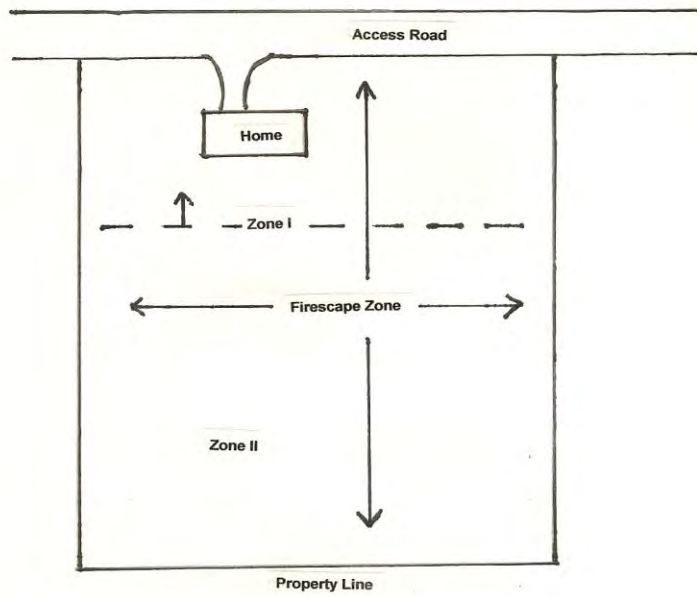 Access Road
Home
Zone I
Firescape Zone
Zone II
Property Line